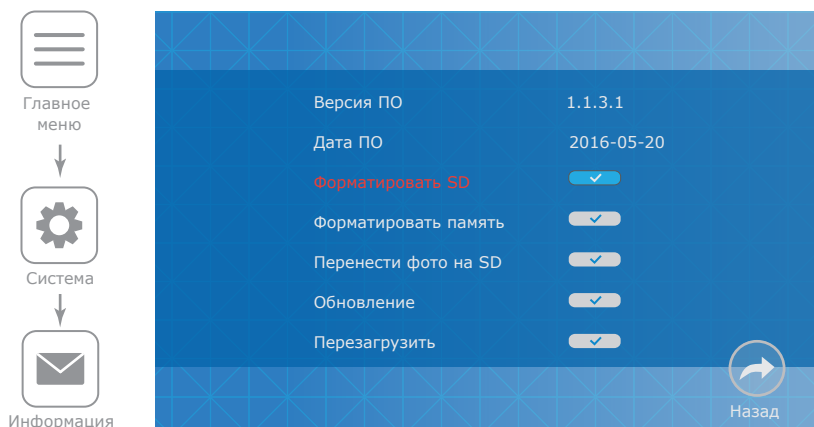 Главное
меню
Система
Информация
Версия ПО 1.1.3.1
Дата ПО 2016-05-20
Форматировать SD
Форматировать память
Перенести фото на SD
Обновление
Перезагрузить
Назад